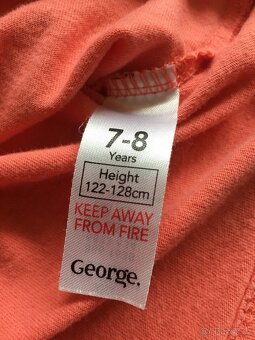 7-8
Years
Height
122-128cm
KEEP AWAY
FROM FIRE
George.